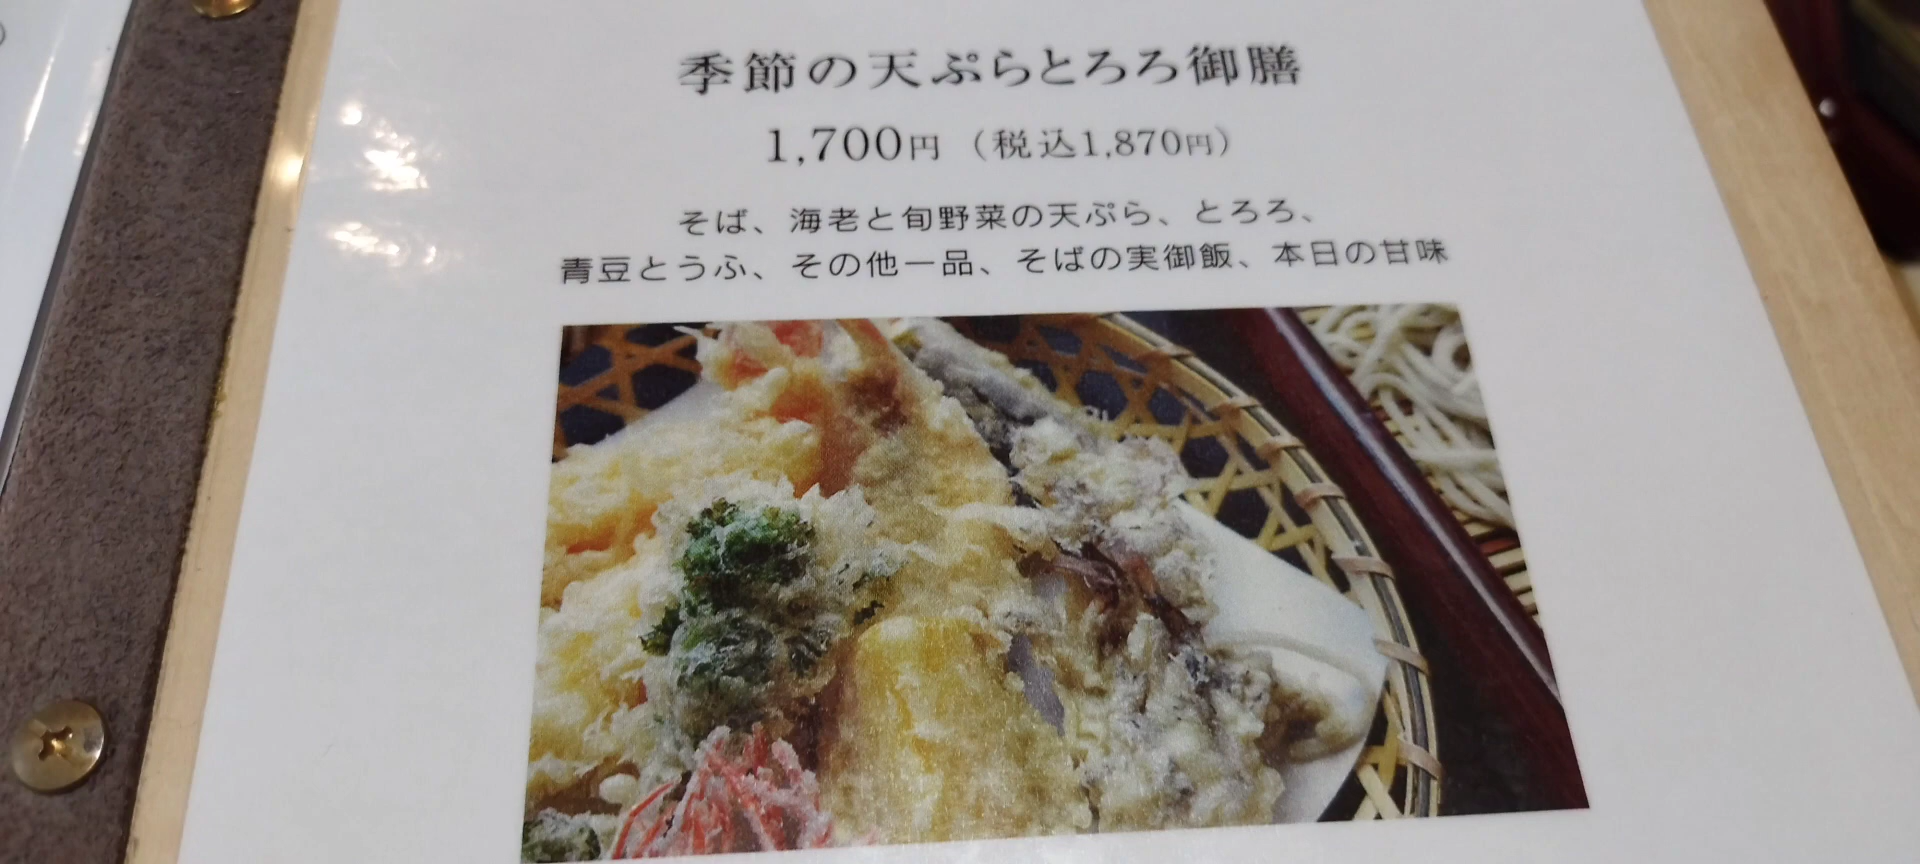 季節の天ぷらとろろ御膳
1,700円（税込1,870円）
そば、海老と旬野菜の天ぷら、とろろ、
青豆とうふ、その他一品、そばの実御飯、本日の甘味